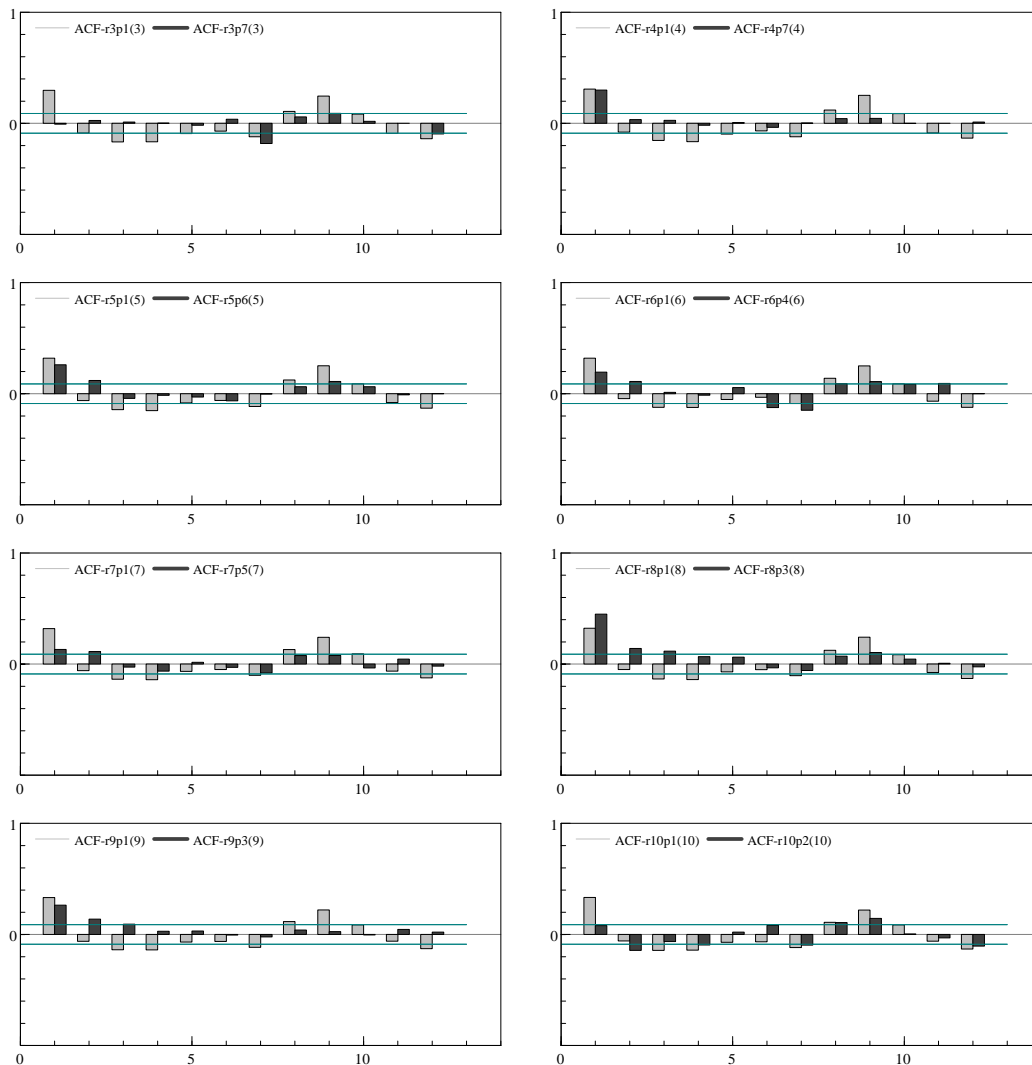 1
ACF-r3p1(3) ACF-r3p7(3)
0
0 5 10
1
ACF-r4p1(4) ACF-r4p7(4)
0
0 5 10
1
ACF-r5p1(5) ACF-r5p6(5)
0
0 5 10
1
ACF-r6p1(6) ACF-r6p4(6)
0
0 5 10
1
ACF-r7p1(7) ACF-r7p5(7)
0
0 5 10
1
ACF-r8p1(8) ACF-r8p3(8)
0
0 5 10
1
ACF-r9p1(9) ACF-r9p3(9)
0
0 5 10
1
ACF-r10p1(10) ACF-r10p2(10)
0
0 5 10